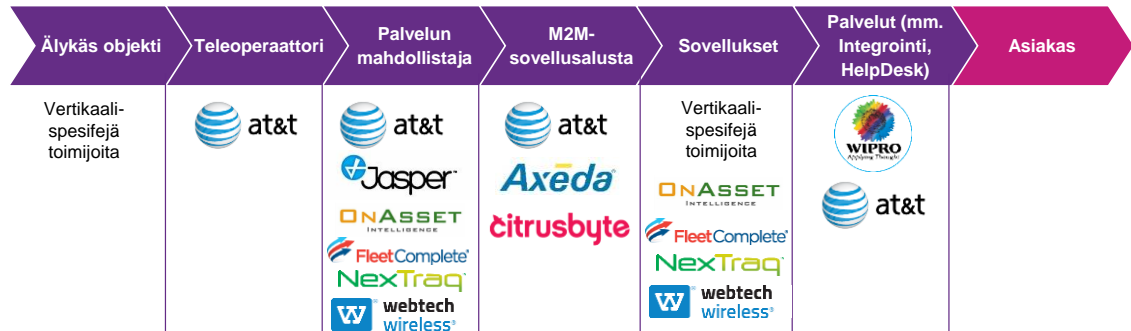 Älykäs objekti
Teleoperaattori
Palvelun
mahdollistaja
M2M-
sovellusalusta
Sovellukset
Palvelut (mm.
Integrointi,
HelpDesk)
Asiakas
Vertikaali-
spesifejä
toimijoita
at&t
at&t
Jasper™
ONASSET
INTELLIGENCE
FleetComplete®
NexTraq
webtech
wireless®
at&t
Axēda®
citrusbyte
Vertikaali-
spesifejä
toimijoita
ONASSET
INTELLIGENCE
FleetComplete®
NexTraq
webtech
wireless®
WIPRO
Applying Thought
at&t